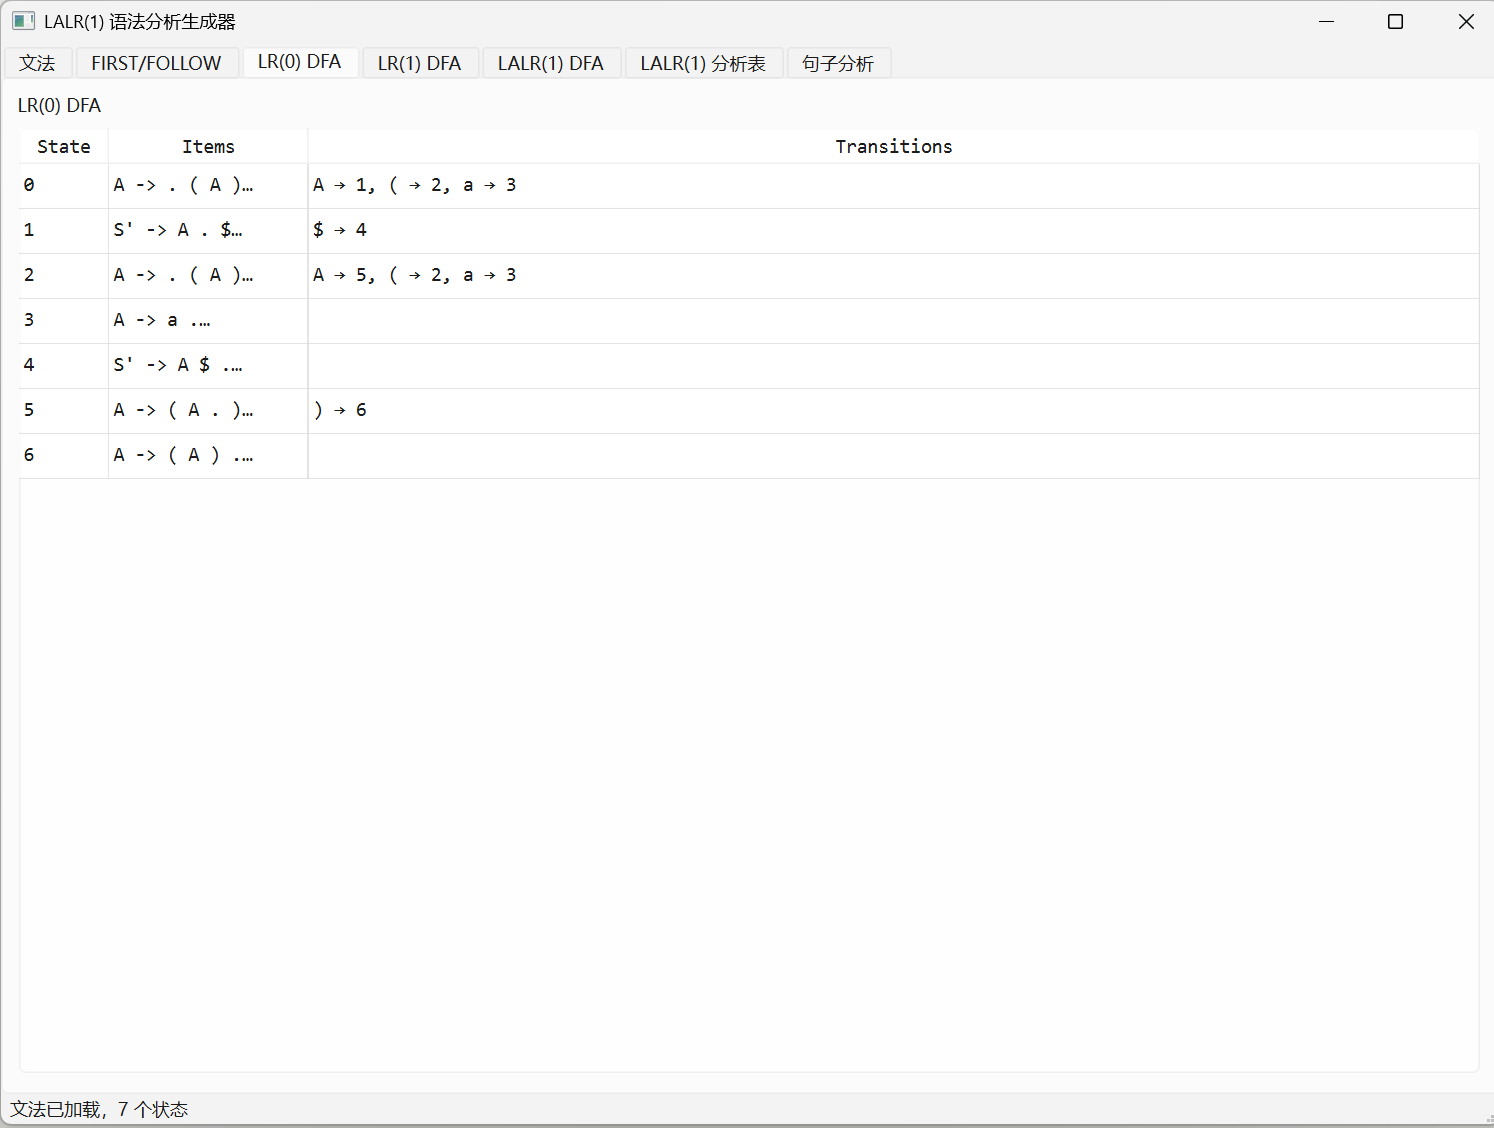 LALR(1) 语法分析生成器
文法 FIRST/FOLLOW LR(0) DFA LR(1) DFA LALR(1) DFA LALR(1) 分析表 句子分析
LR(0) DFA
State Items Transitions
0 A -> . ( A )… A → 1, ( → 2, a → 3
1 S' -> A . $… $ → 4
2 A -> . ( A )… A → 5, ( → 2, a → 3
3 A -> a .…
4 S' -> A $ .…
5 A -> ( A . )… ) → 6
6 A -> ( A ) .…
文法已加载，7 个状态